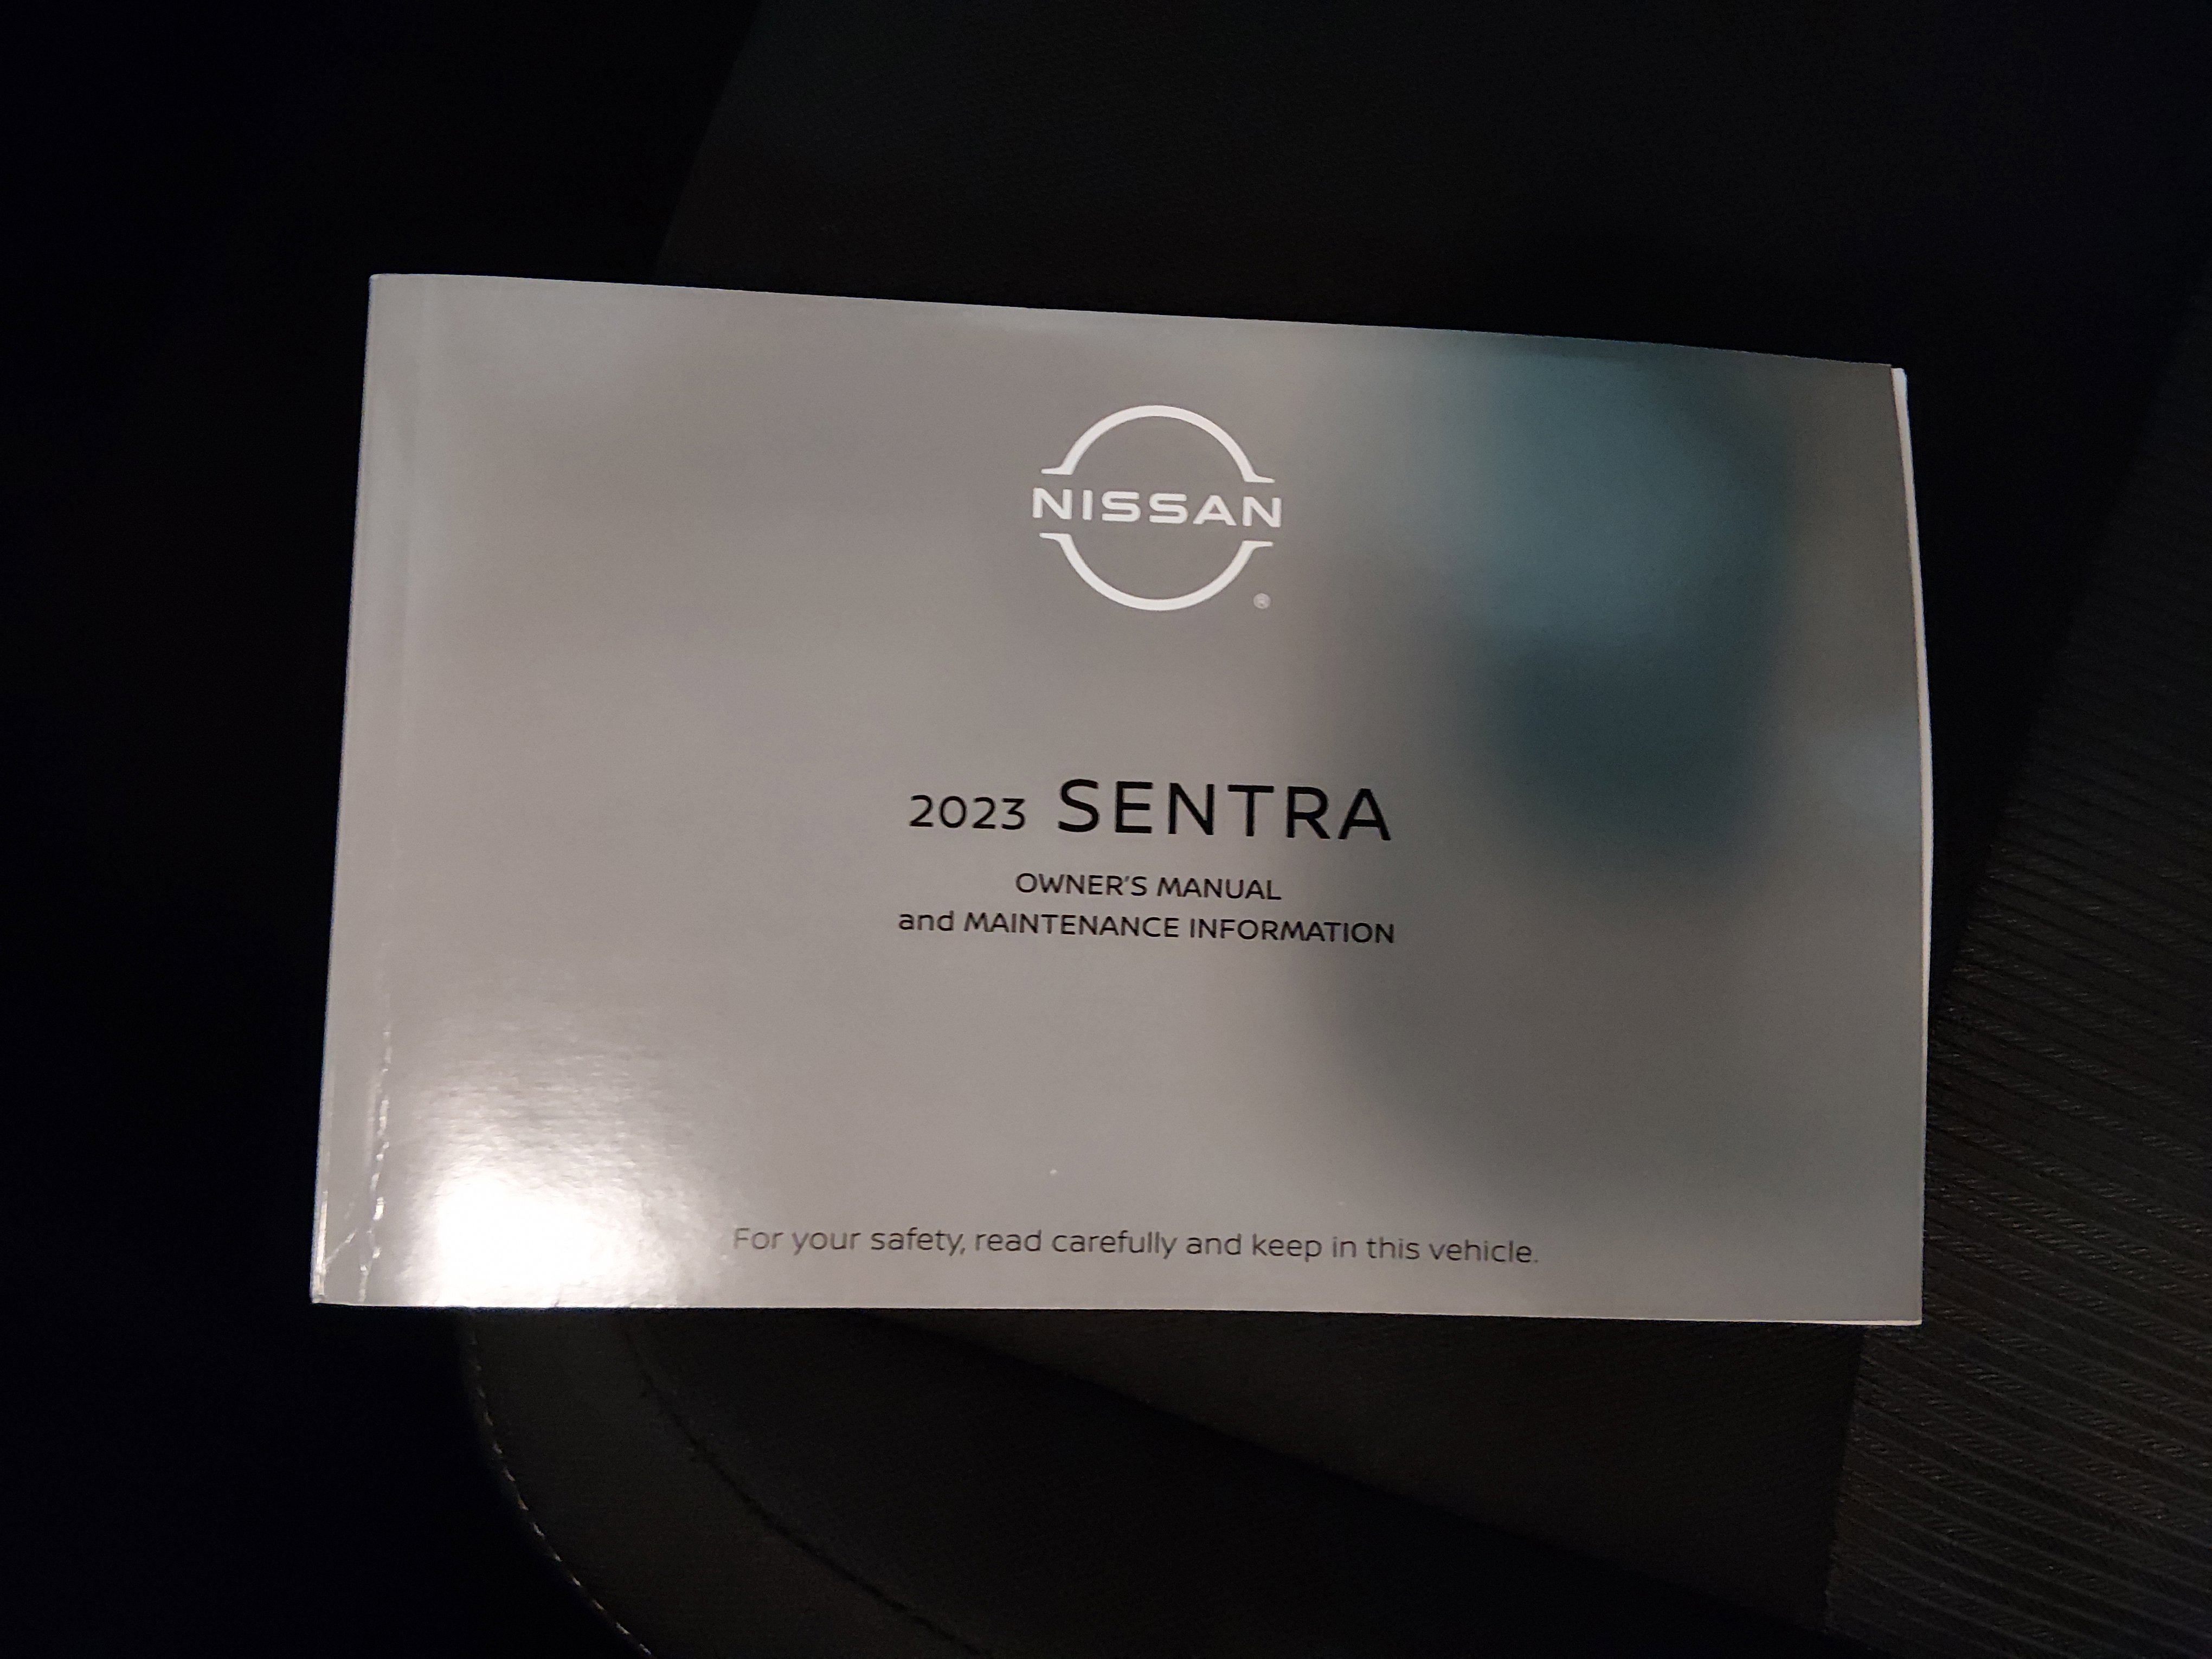 NISSAN
®
2023 SENTRA
OWNER'S MANUAL
and MAINTENANCE INFORMATION
For your safety, read carefully and keep in this vehicle.